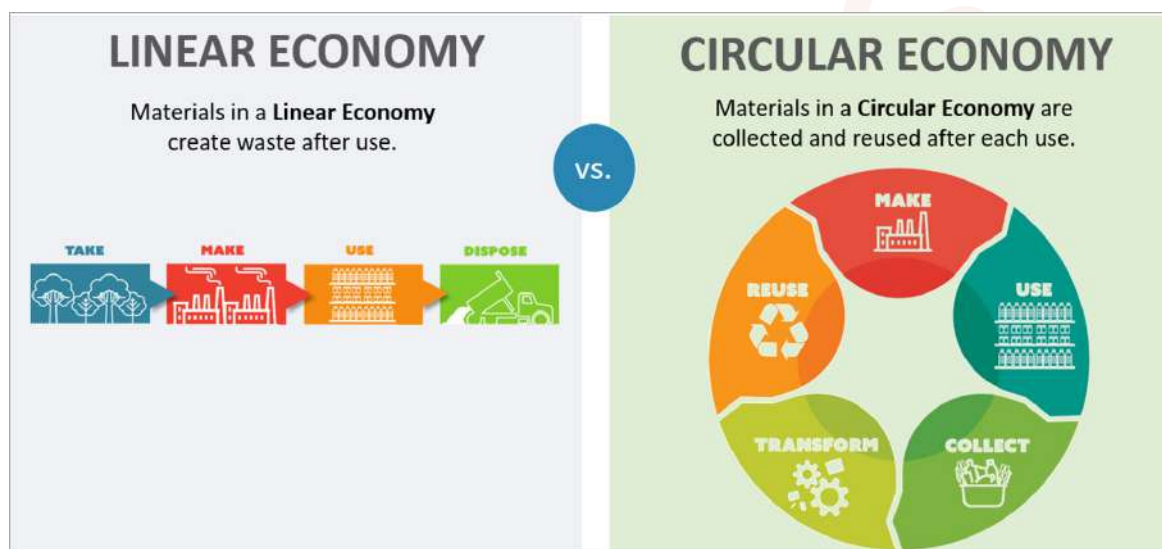 LINEAR ECONOMY
Materials in a Linear Economy
create waste after use.
TAKE
MAKE
USE
DISPOSE
vs.
CIRCULAR ECONOMY
Materials in a Circular Economy are
collected and reused after each use.
MAKE
USE
COLLECT
TRANSFORM
REUSE